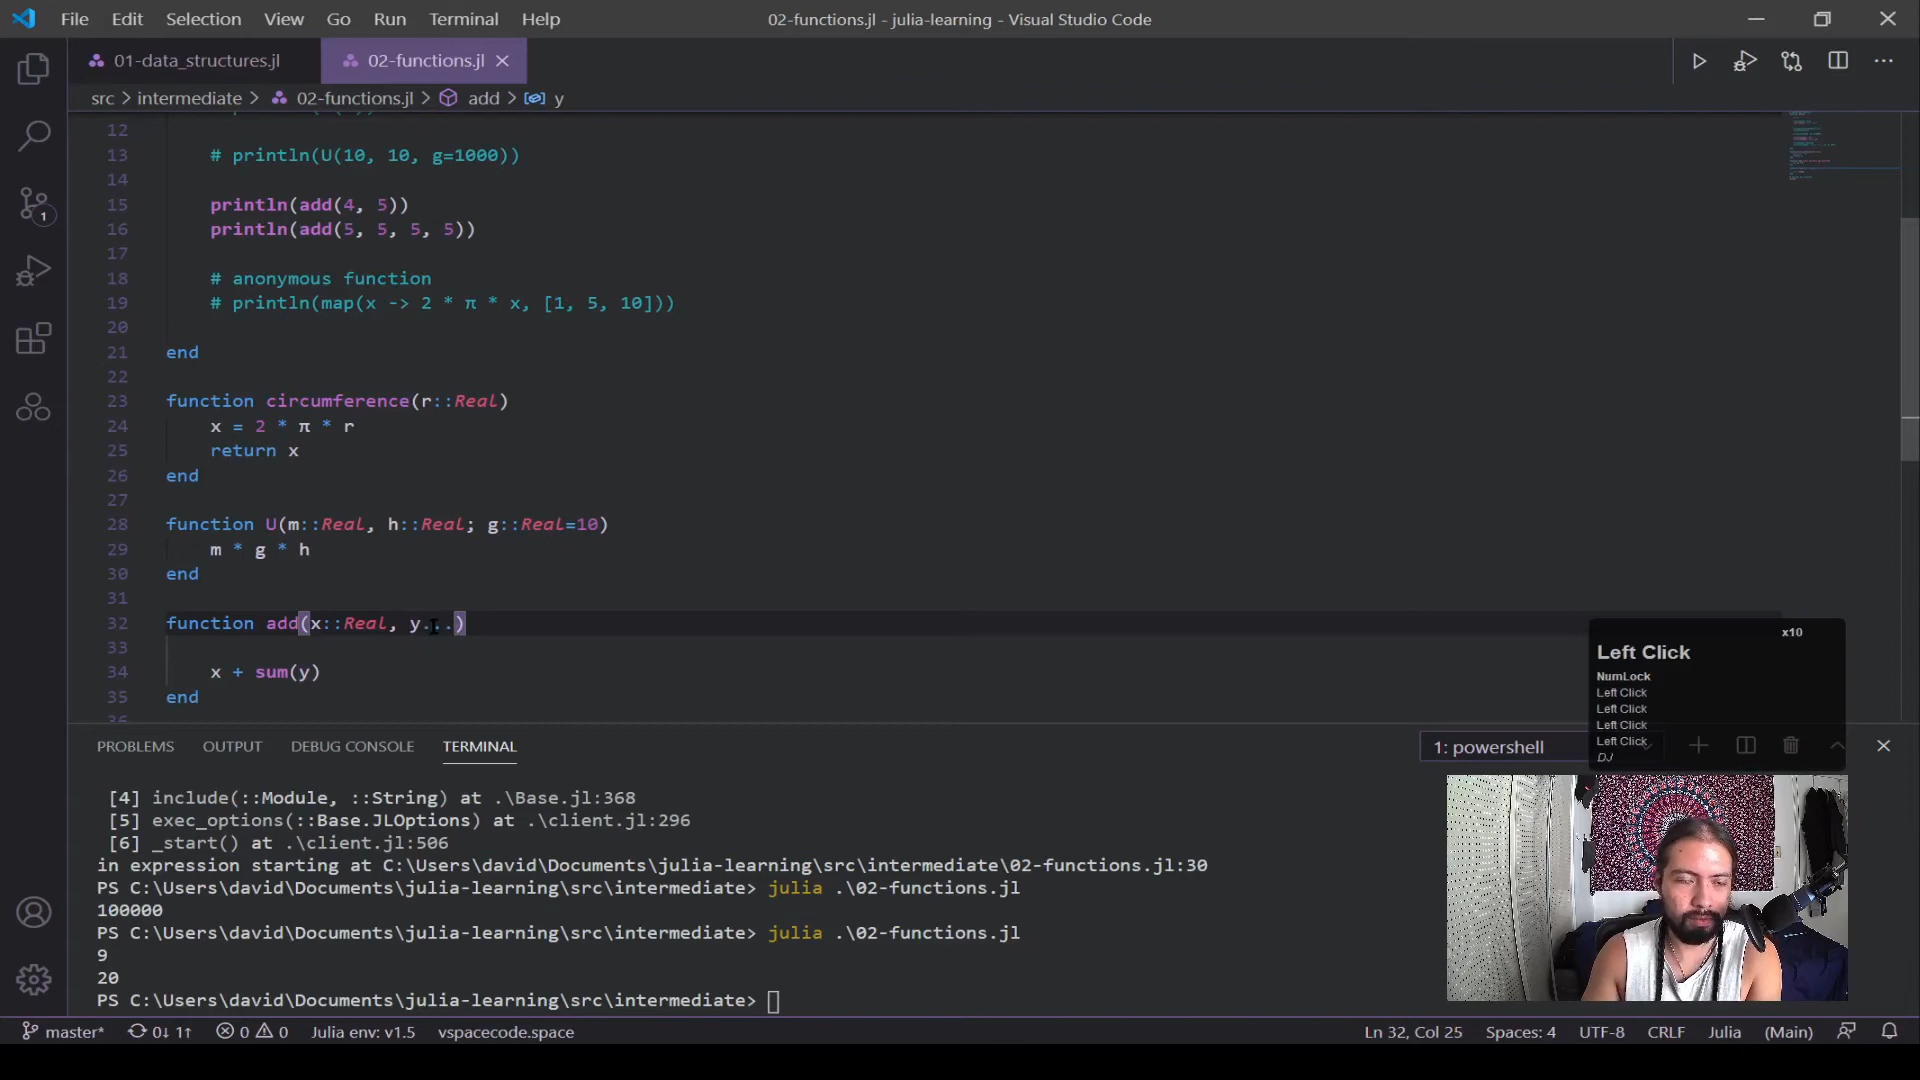 File Edit Selection View Go Run Terminal Help
02-functions.jl - julia-learning - Visual Studio Code
01-data_structures.jl
02-functions.jl
src > intermediate > 02-functions.jl > add > y
12
13 # println(U(10, 10, g=1000))
14
15 println(add(4, 5))
16 println(add(5, 5, 5, 5))
17
18 # anonymous function
19 # println(map(x -> 2 * π * x, [1, 5, 10]))
20
21 end
22
23 function circumference(r::Real)
24 x = 2 * π * r
25 return x
26 end
27
28 function U(m::Real, h::Real; g::Real=10)
29 m * g * h
30 end
31
32 function add(x::Real, y...)
33
34 x + sum(y)
35 end
36
1
x10
Left Click
NumLock
Left Click
Left Click
Left Click
Left Click
DJ
PROBLEMS OUTPUT DEBUG CONSOLE TERMINAL
1: powershell
[4] include(::Module, ::String) at .\Base.jl:368
[5] exec_options(::Base.JLOptions) at .\client.jl:296
[6] _start() at .\client.jl:506
in expression starting at C:\Users\david\Documents\julia-learning\src\intermediate\02-functions.jl:30
PS C:\Users\david\Documents\julia-learning\src\intermediate> julia .\02-functions.jl
100000
PS C:\Users\david\Documents\julia-learning\src\intermediate> julia .\02-functions.jl
9
20
PS C:\Users\david\Documents\julia-learning\src\intermediate>
master* 0↓ 1↑ 0 0 Julia env: v1.5 vspacecode.space
Ln 32, Col 25 Spaces: 4 UTF-8 CRLF Julia (Main)